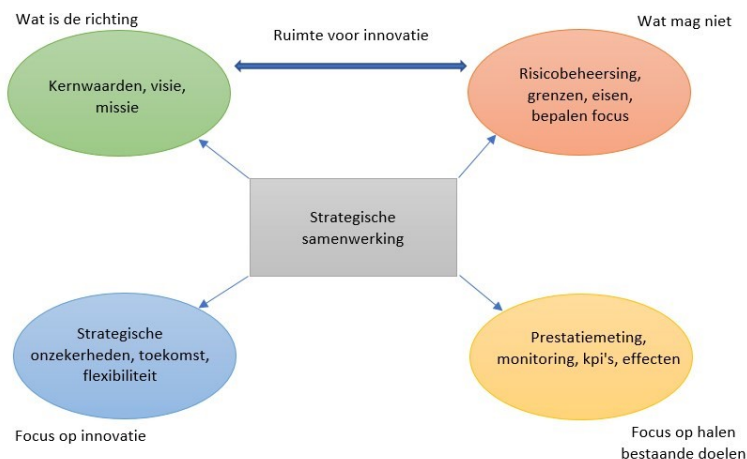 Wat is de richting
Wat mag niet
Ruimte voor innovatie
Kernwaarden, visie,
missie
Risicobeheersing,
grenzen, eisen,
bepalen focus
Strategische
samenwerking
Strategische
onzekerheden, toekomst,
flexibiliteit
Prestatiemeting,
monitoring, kpi's, effecten
Focus op innovatie
Focus op halen
bestaande doelen